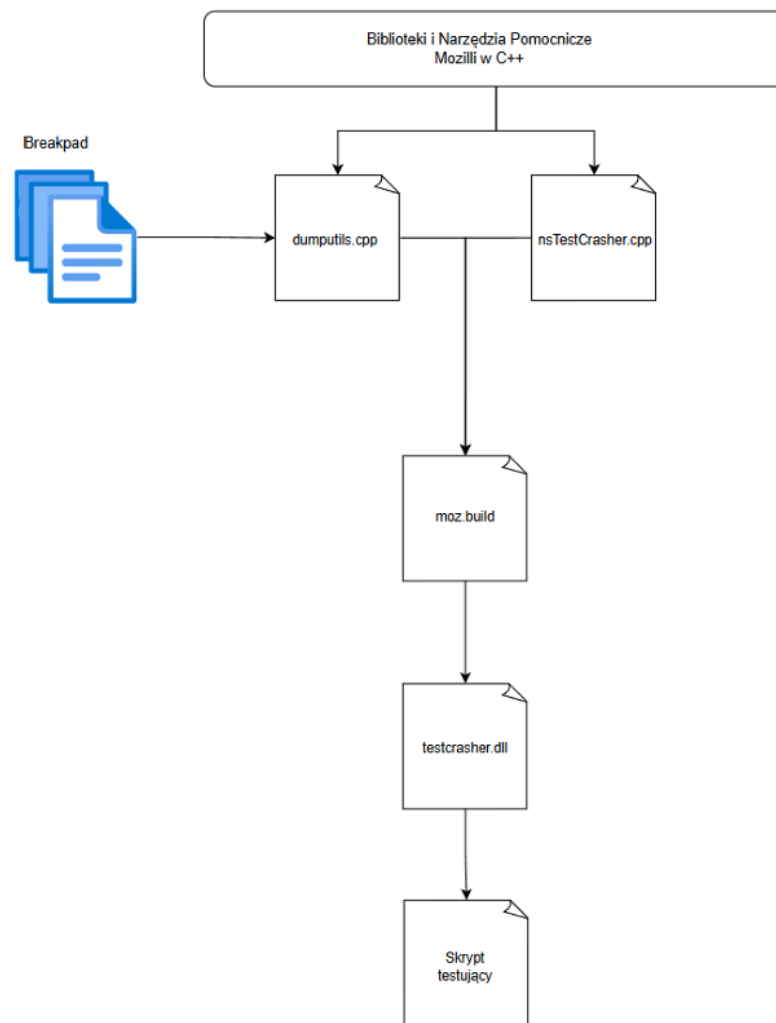 Biblioteki i Narzędzia Pomocnicze
Mozilli w C++
Breakpad
dumputils.cpp
nsTestCrasher.cpp
moz.build
testcrasher.dll
Skrypt
testujący